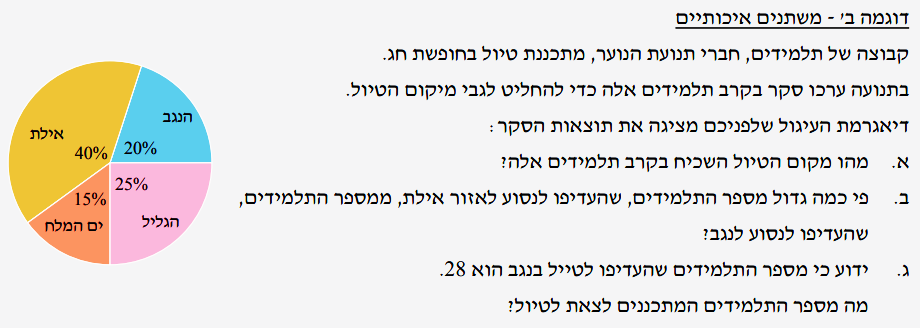 דוגמה ב' - משתנים איכותיים
קבוצה של תלמידים, חברי תנועת הנוער, מתכננת טיול בחופשת חג.
בתנועה ערכו סקר בקרב תלמידים אלה כדי להחליט לגבי מיקום הטיול.
דיאגרמת העיגול שלפניכם מציגה את תוצאות הסקר:
א. מהו מקום הטיול השכיח בקרב תלמידים אלה?
ב. פי כמה גדול מספר התלמידים, שהעדיפו לנסוע לאזור אילת, ממספר התלמידים,
שהעדיפו לנסוע לנגב?
ג. ידוע כי מספר התלמידים שהעדיפו לטייל בנגב הוא 28.
מה מספר התלמידים המתכננים לצאת לטיול?
הנגב
20%
אילת
40%
25%
הגליל
15%
ים המלח